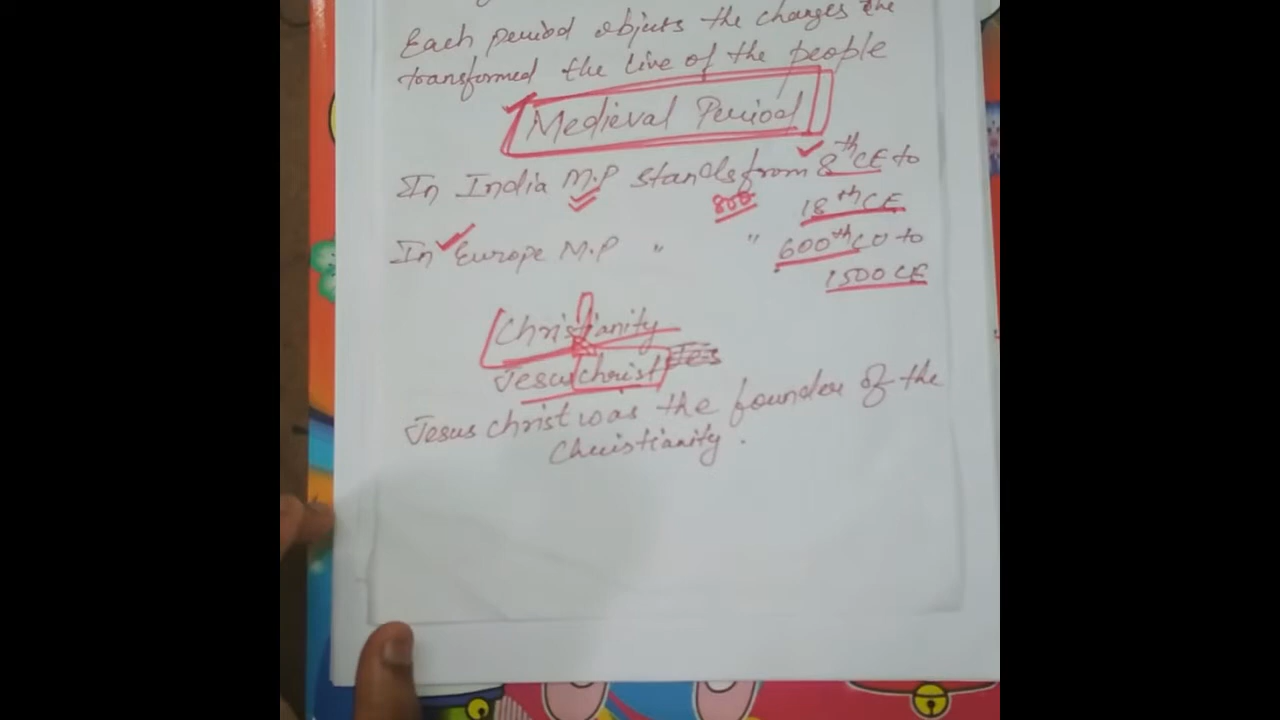 Each period objuss the changes the
transformed the live of the people
Medieval Period
In India M.P stands from 8th CE to
800
18th CE
In Europe M.P " " 600th CO to
1500 CE
Christianity
Jesus christ
Jesus christ was the founder of the
Christianity.